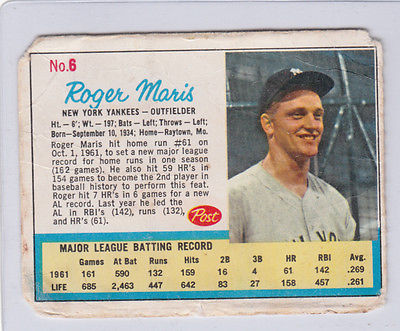 No.6
Roger Maris
NEW YORK YANKEES — OUTFIELDER
Ht. – 6'; Wt. – 197; Bats – Left; Throws – Left;
Born—September 10, 1934; Home—Raytown, Mo.
Roger Maris hit home run #61 on
Oct. 1, 1961, to set a new major league
record for home runs in one season
(162 games). He also hit 59 HR's in
154 games to become the 2nd player in
baseball history to perform this feat.
Roger hit 7 HR's in 6 games for a new
AL record. Last year he led the
AL in RBI's (142), runs (132),
and HR's (61).
Post
MAJOR LEAGUE BATTING RECORD
Games At Bat Runs Hits 2B 3B HR RBI Avg.
1961 161 590 132 159 16 4 61 142 .269
LIFE 685 2,463 447 642 83 27 158 457 .261